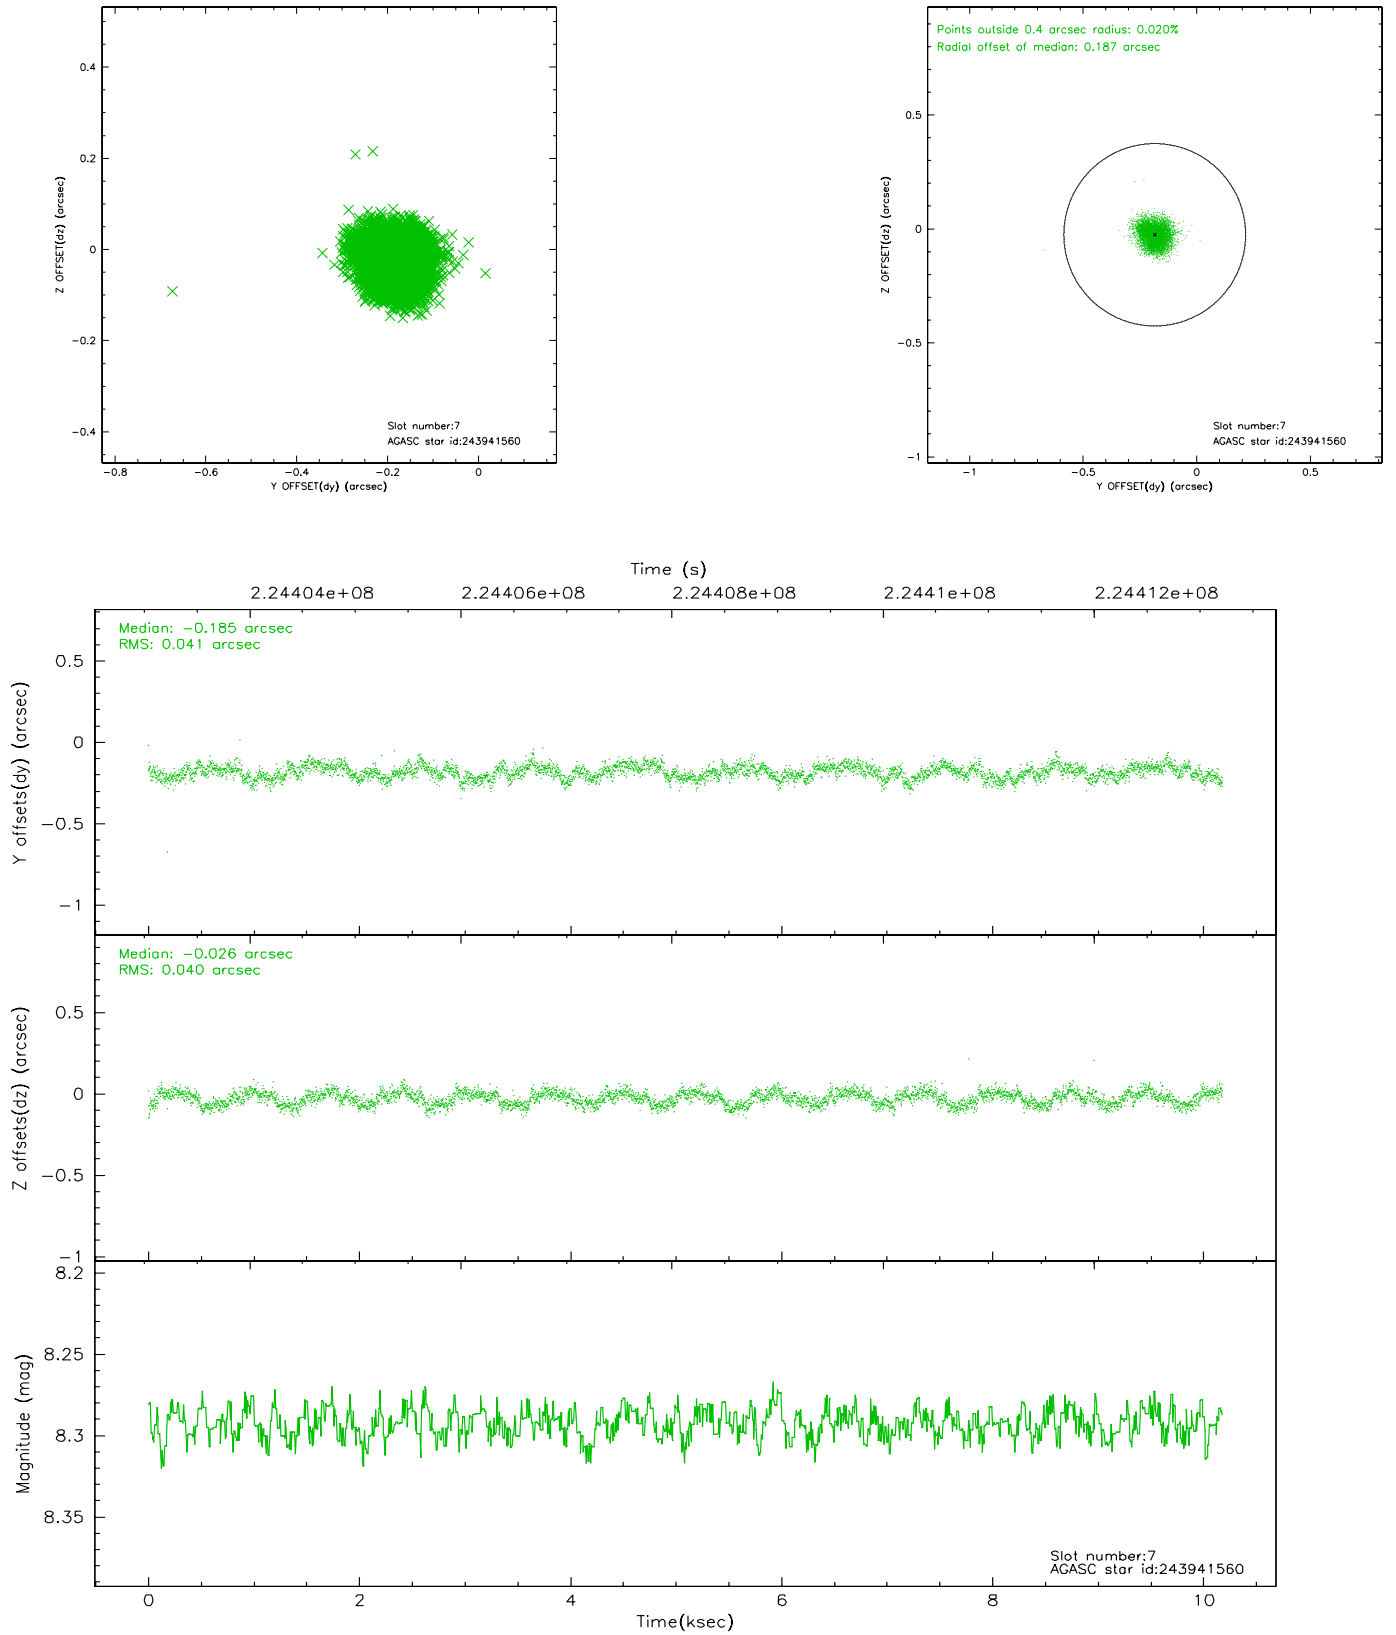 0.4
0.2
0
−0.2
−0.4
Z OFFSET(dz) (arcsec)
Slot number:7
AGASC star id:243941560
−0.8 −0.6 −0.4 −0.2 0
Y OFFSET(dy) (arcsec)
Points outside 0.4 arcsec radius: 0.020%
Radial offset of median: 0.187 arcsec
0.5
0
−0.5
−1
Z OFFSET(dz) (arcsec)
Slot number:7
AGASC star id:243941560
−1 −0.5 0 0.5
Y OFFSET(dy) (arcsec)
Time (s)
2.24404e+08 2.24406e+08 2.24408e+08 2.2441e+08 2.24412e+08
Median: −0.185 arcsec
RMS: 0.041 arcsec
0.5
0
−0.5
−1
Y offsets(dy) (arcsec)
Median: −0.026 arcsec
RMS: 0.040 arcsec
0.5
0
−0.5
−1
Z offsets(dz) (arcsec)
8.2
8.25
8.3
8.35
Magnitude (mag)
Slot number:7
AGASC star id:243941560
0 2 4 6 8 10
Time(ksec)